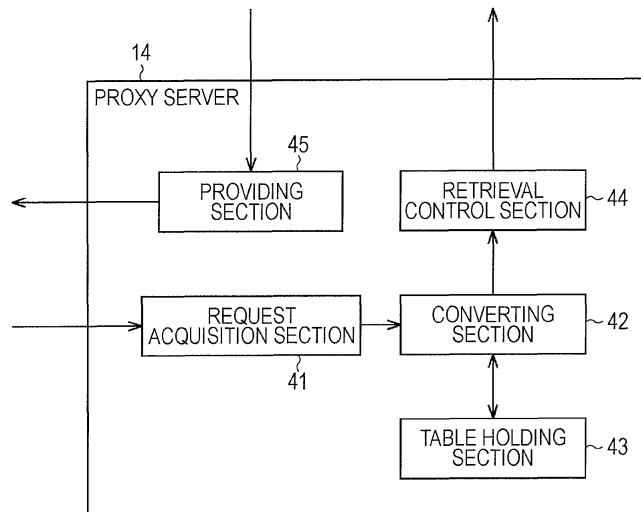 14
PROXY SERVER
45
PROVIDING
SECTION
RETRIEVAL
CONTROL SECTION
44
REQUEST
ACQUISITION SECTION
41
CONVERTING
SECTION
42
TABLE HOLDING
SECTION
43